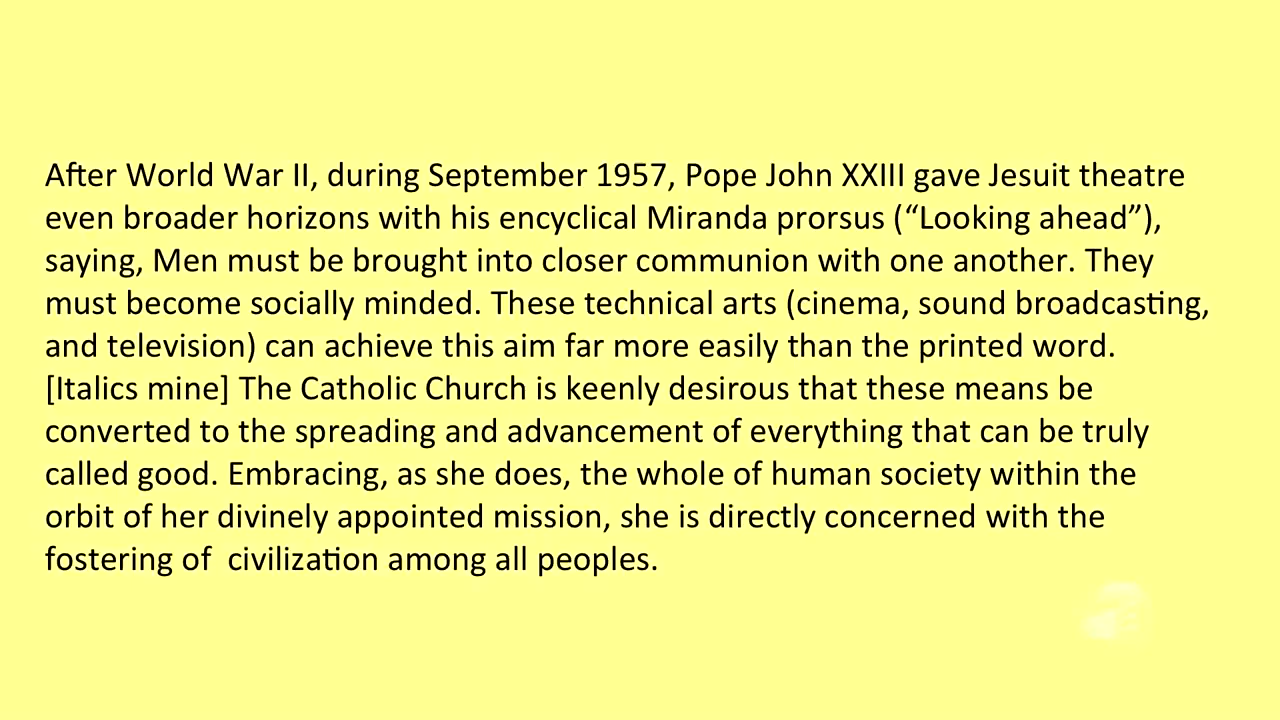 After World War II, during September 1957, Pope John XXIII gave Jesuit theatre
even broader horizons with his encyclical Miranda prorsus (“Looking ahead”),
saying, Men must be brought into closer communion with one another. They
must become socially minded. These technical arts (cinema, sound broadcasting,
and television) can achieve this aim far more easily than the printed word.
[Italics mine] The Catholic Church is keenly desirous that these means be
converted to the spreading and advancement of everything that can be truly
called good. Embracing, as she does, the whole of human society within the
orbit of her divinely appointed mission, she is directly concerned with the
fostering of  civilization among all peoples.